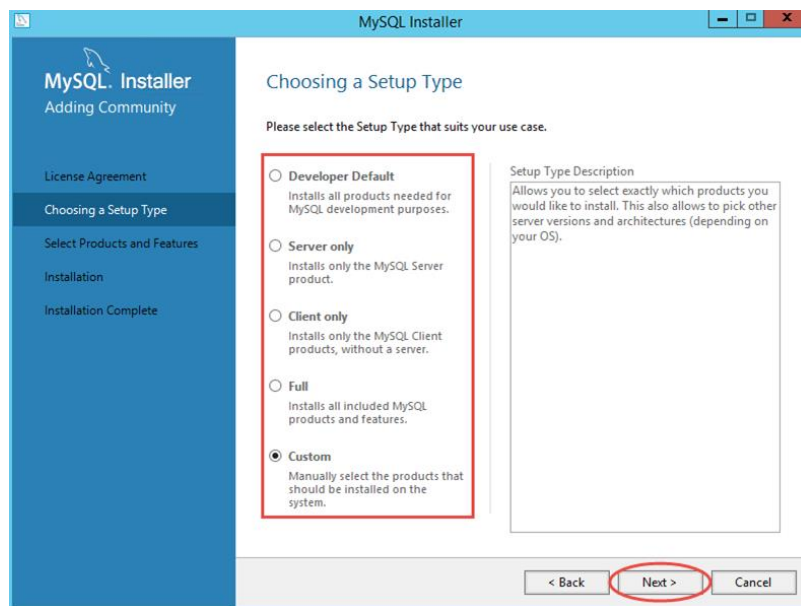 MySQL Installer
MySQL. Installer
Adding Community
License Agreement
Choosing a Setup Type
Select Products and Features
Installation
Installation Complete
Choosing a Setup Type
Please select the Setup Type that suits your use case.
Developer Default
Installs all products needed for
MySQL development purposes.
Server only
Installs only the MySQL Server
product.
Client only
Installs only the MySQL Client
products, without a server.
Full
Installs all included MySQL
products and features.
Custom
Manually select the products that
should be installed on the
system.
Setup Type Description
Allows you to select exactly which products you
would like to install. This also allows to pick other
server versions and architectures (depending on
your OS).
< Back
Next >
Cancel